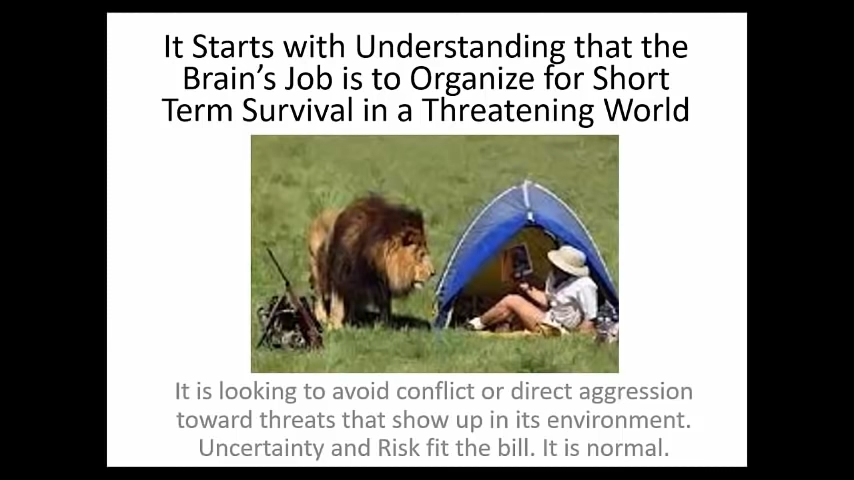 It Starts with Understanding that the
Brain's Job is to Organize for Short
Term Survival in a Threatening World
It is looking to avoid conflict or direct aggression
toward threats that show up in its environment.
Uncertainty and Risk fit the bill. It is normal.